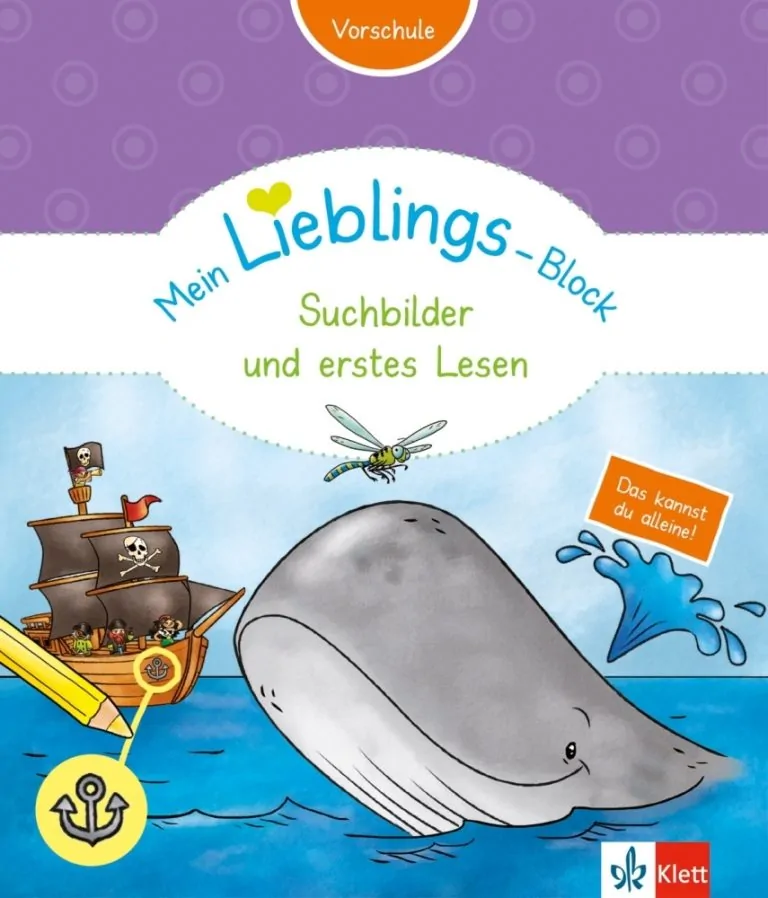 Vorschule
Mein Lieblings-Block
Suchbilder
und erstes Lesen
Das kannst
du alleine!
Klett